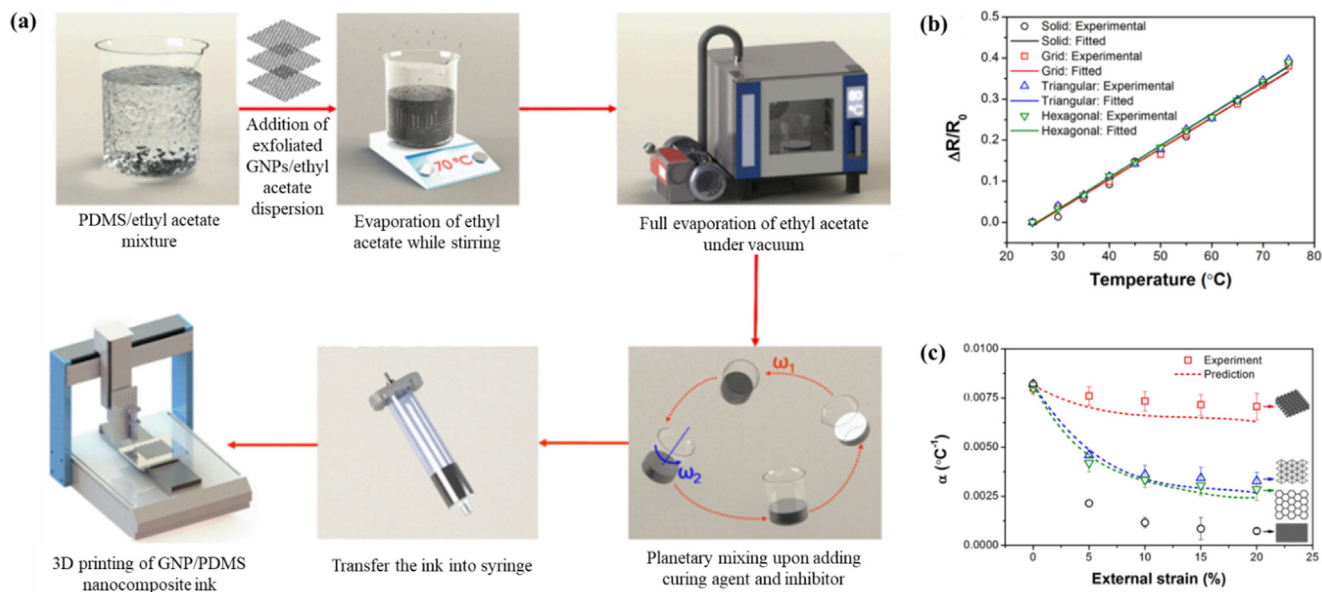 (a)
Addition of
exfoliated
GNPs/ethyl
acetate
dispersion
70 °C
80
°C
PDMS/ethyl acetate
mixture
Evaporation of ethyl
acetate while stirring
Full evaporation of ethyl acetate
under vacuum
ω1
ω2
3D printing of GNP/PDMS
nanocomposite ink
Transfer the ink into syringe
Planetary mixing upon adding
curing agent and inhibitor
(b)
Solid: Experimental
Solid: Fitted
Grid: Experimental
Grid: Fitted
Triangular: Experimental
Triangular: Fitted
Hexagonal: Experimental
Hexagonal: Fitted
0.5
0.4
0.3
0.2
0.1
0.0
ΔR/R0
20 30 40 50 60 70 80
Temperature (°C)
(c)
Experiment
Prediction
0.0100
0.0075
0.0050
0.0025
0.0000
α (°C-1)
0 5 10 15 20 25
External strain (%)